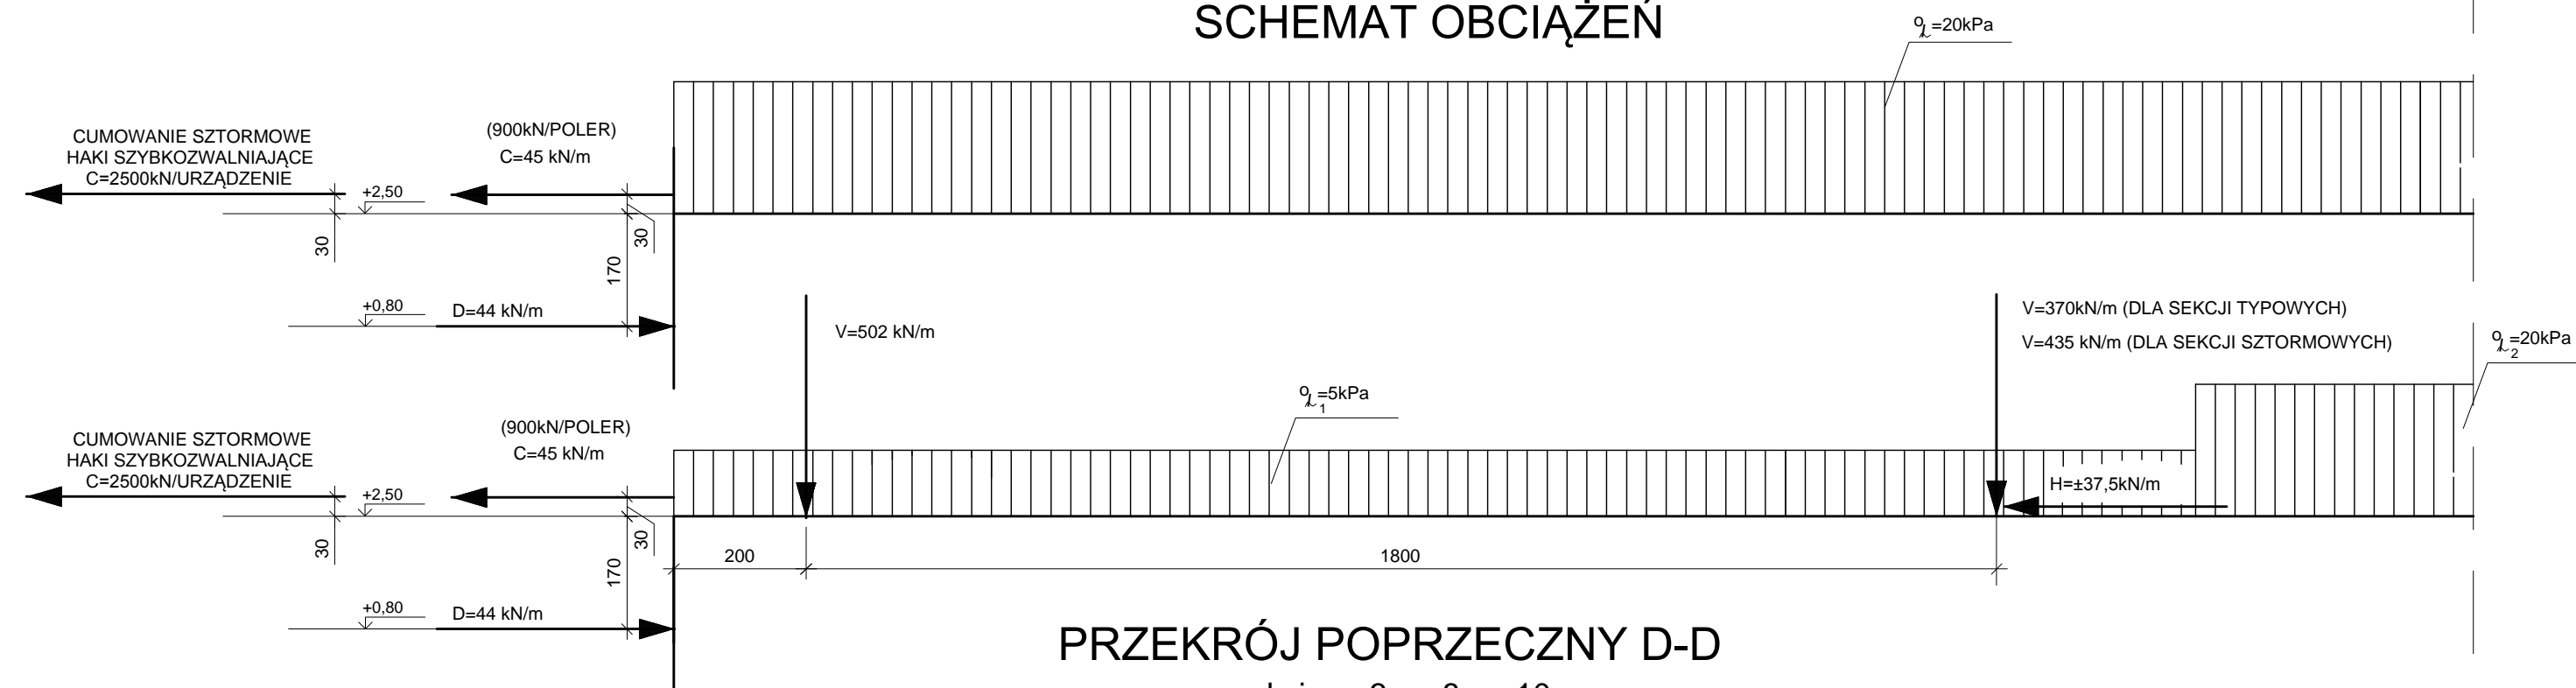 SCHEMAT OBCIĄŻEŃ
q=20kPa
CUMOWANIE SZTORMOWE
HAKI SZYBKOZWALNIAJĄCE
C=2500kN/URZĄDZENIE
(900kN/POLER)
C=45 kN/m
+2,50
30
30
170
+0,80
D=44 kN/m
V=502 kN/m
V=370kN/m (DLA SEKCJI TYPOWYCH)
V=435 kN/m (DLA SEKCJI SZTORMOWYCH)
q2=20kPa
q1=5kPa
CUMOWANIE SZTORMOWE
HAKI SZYBKOZWALNIAJĄCE
C=2500kN/URZĄDZENIE
(900kN/POLER)
C=45 kN/m
+2,50
H=±37,5kN/m
30
30
170
200
1800
+0,80
D=44 kN/m
PRZEKRÓJ POPRZECZNY D-D